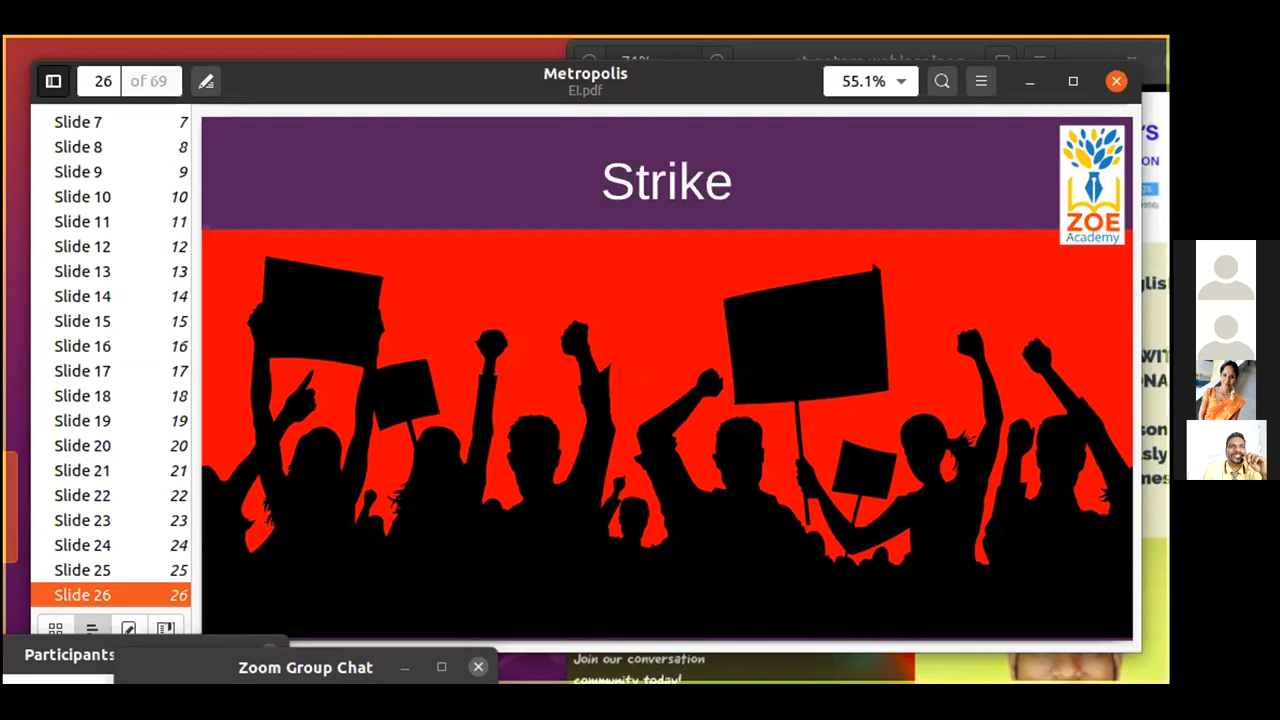 26 of 69
Metropolis
El.pdf
55.1%
Slide 7 7
Slide 8 8
Slide 9 9
Slide 10 10
Slide 11 11
Slide 12 12
Slide 13 13
Slide 14 14
Slide 15 15
Slide 16 16
Slide 17 17
Slide 18 18
Slide 19 19
Slide 20 20
Slide 21 21
Slide 22 22
Slide 23 23
Slide 24 24
Slide 25 25
Slide 26 26
Strike
ZOE
Academy
Participants
Zoom Group Chat
Join our conversation
community today!